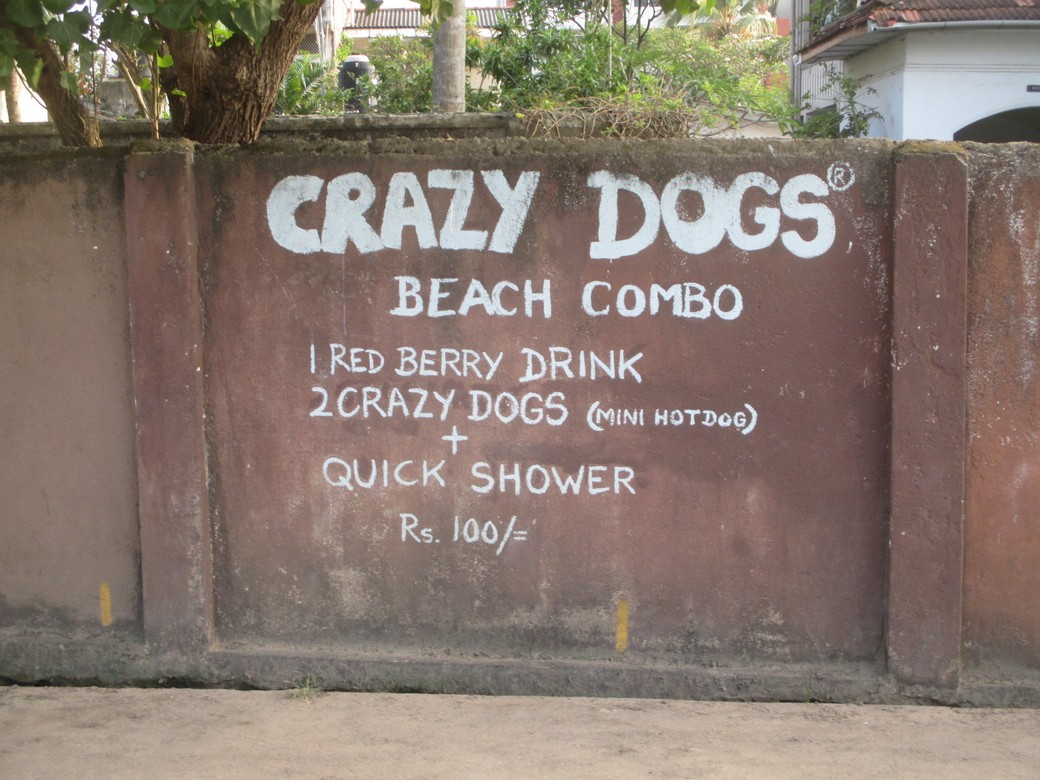 CRAZY DOGS®
BEACH COMBO
1 RED BERRY DRINK
2 CRAZY DOGS (MINI HOTDOG)
+
QUICK SHOWER
Rs. 100/=